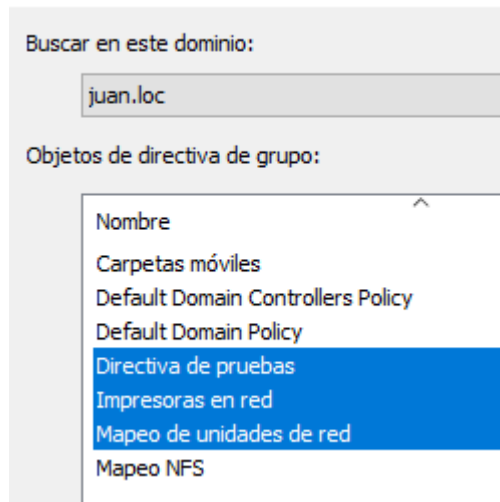 Buscar en este dominio:
juan.loc
Objetos de directiva de grupo:
Nombre
Carpetas móviles
Default Domain Controllers Policy
Default Domain Policy
Directiva de pruebas
Impresoras en red
Mapeo de unidades de red
Mapeo NFS